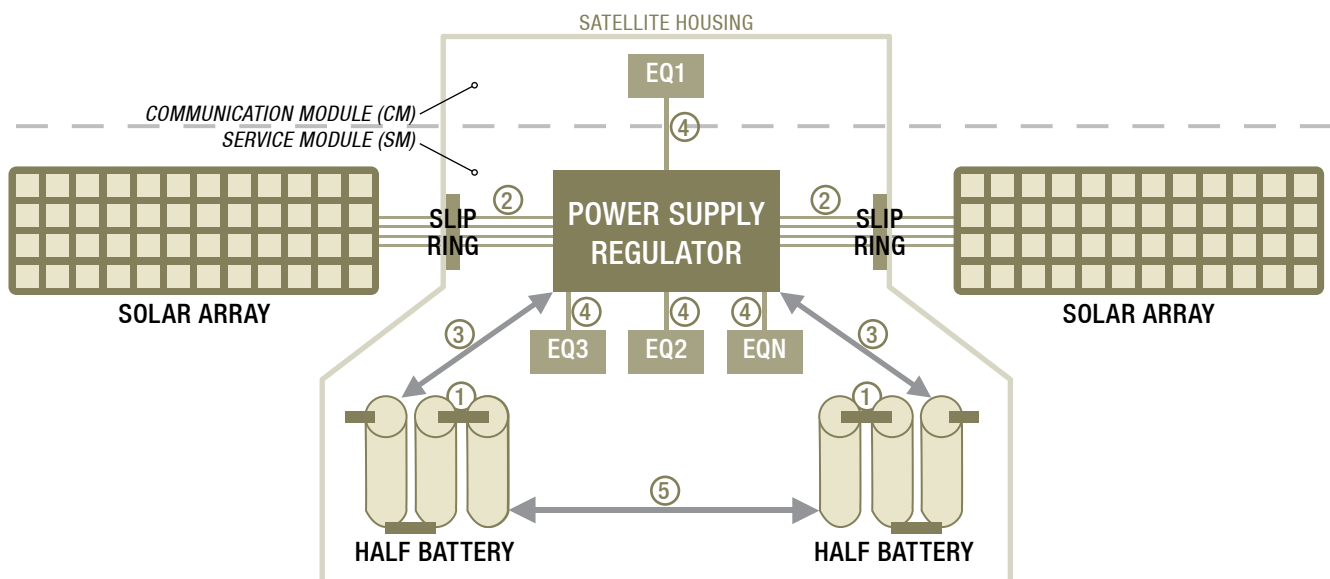 SATELLITE HOUSING
EQ1
COMMUNICATION MODULE (CM)
SERVICE MODULE (SM)
4
2
2
SLIP
RING
POWER SUPPLY
REGULATOR
SLIP
RING
SOLAR ARRAY
SOLAR ARRAY
3
4
4
4
3
EQ3
EQ2
EQN
1
1
5
HALF BATTERY
HALF BATTERY